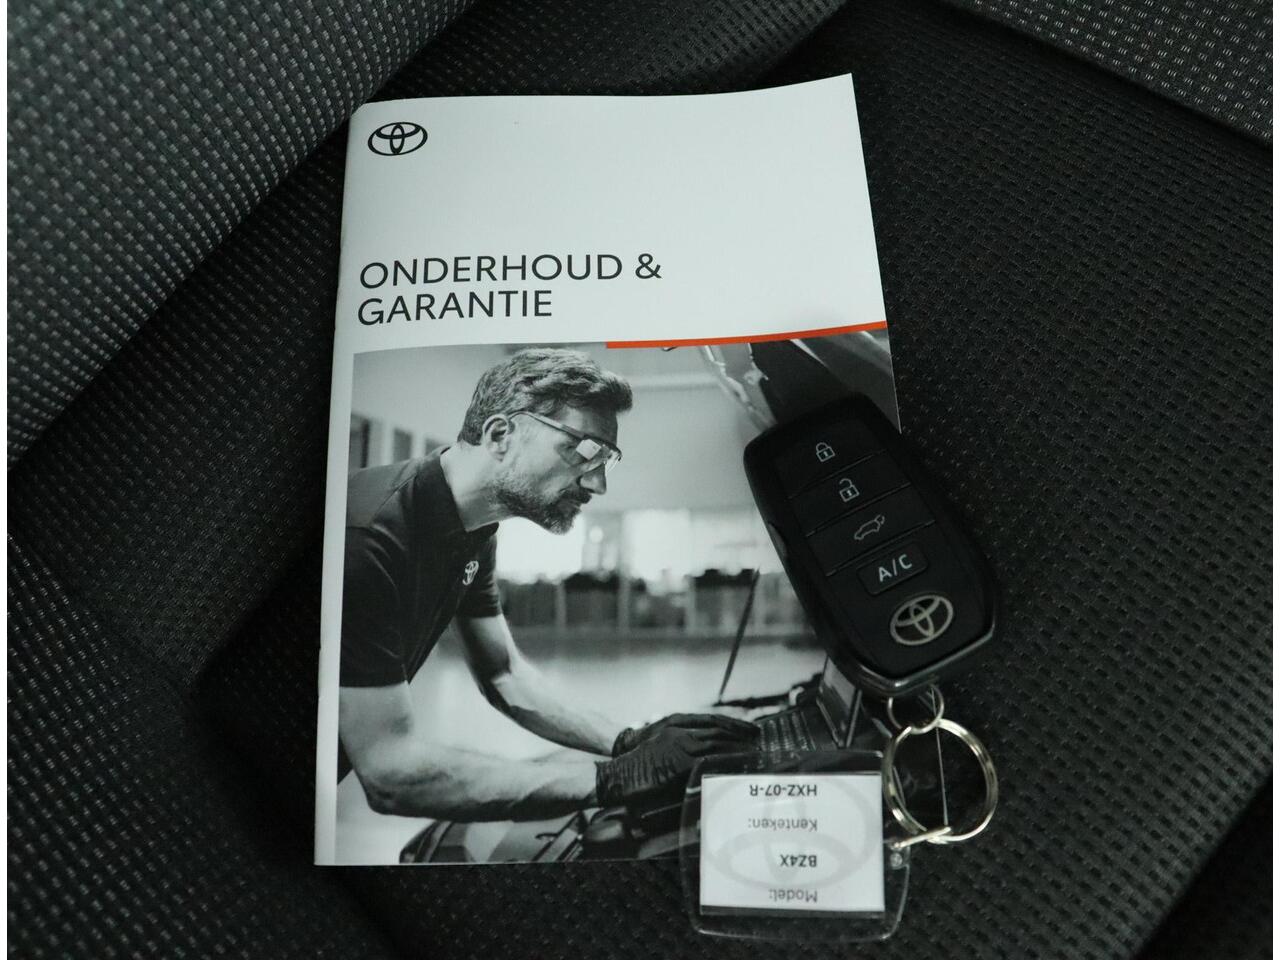 ONDERHOUD &
GARANTIE
A/C
Model:
BZ4X
Kenteken:
HXZ-07-R